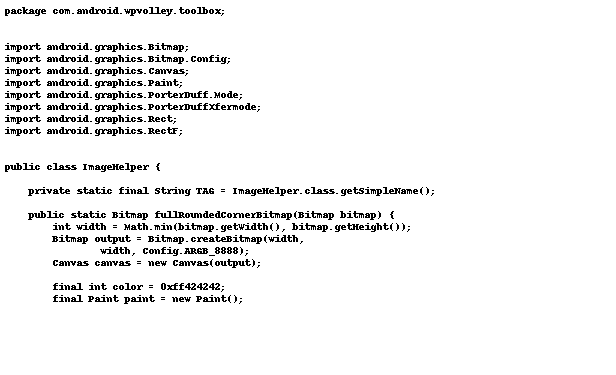 package com.android.wpvolley.toolbox;
import android.graphics.Bitmap;
import android.graphics.Bitmap.Config;
import android.graphics.Canvas;
import android.graphics.Paint;
import android.graphics.PorterDuff.Mode;
import android.graphics.PorterDuffXfermode;
import android.graphics.Rect;
import android.graphics.RectF;
public class ImageHelper {
private static final String TAG = ImageHelper.class.getSimpleName();
public static Bitmap fullRoundedCornerBitmap(Bitmap bitmap) {
int width = Math.min(bitmap.getWidth(), bitmap.getHeight());
Bitmap output = Bitmap.createBitmap(width,
width, Config.ARGB_8888);
Canvas canvas = new Canvas(output);
final int color = 0xff424242;
final Paint paint = new Paint();